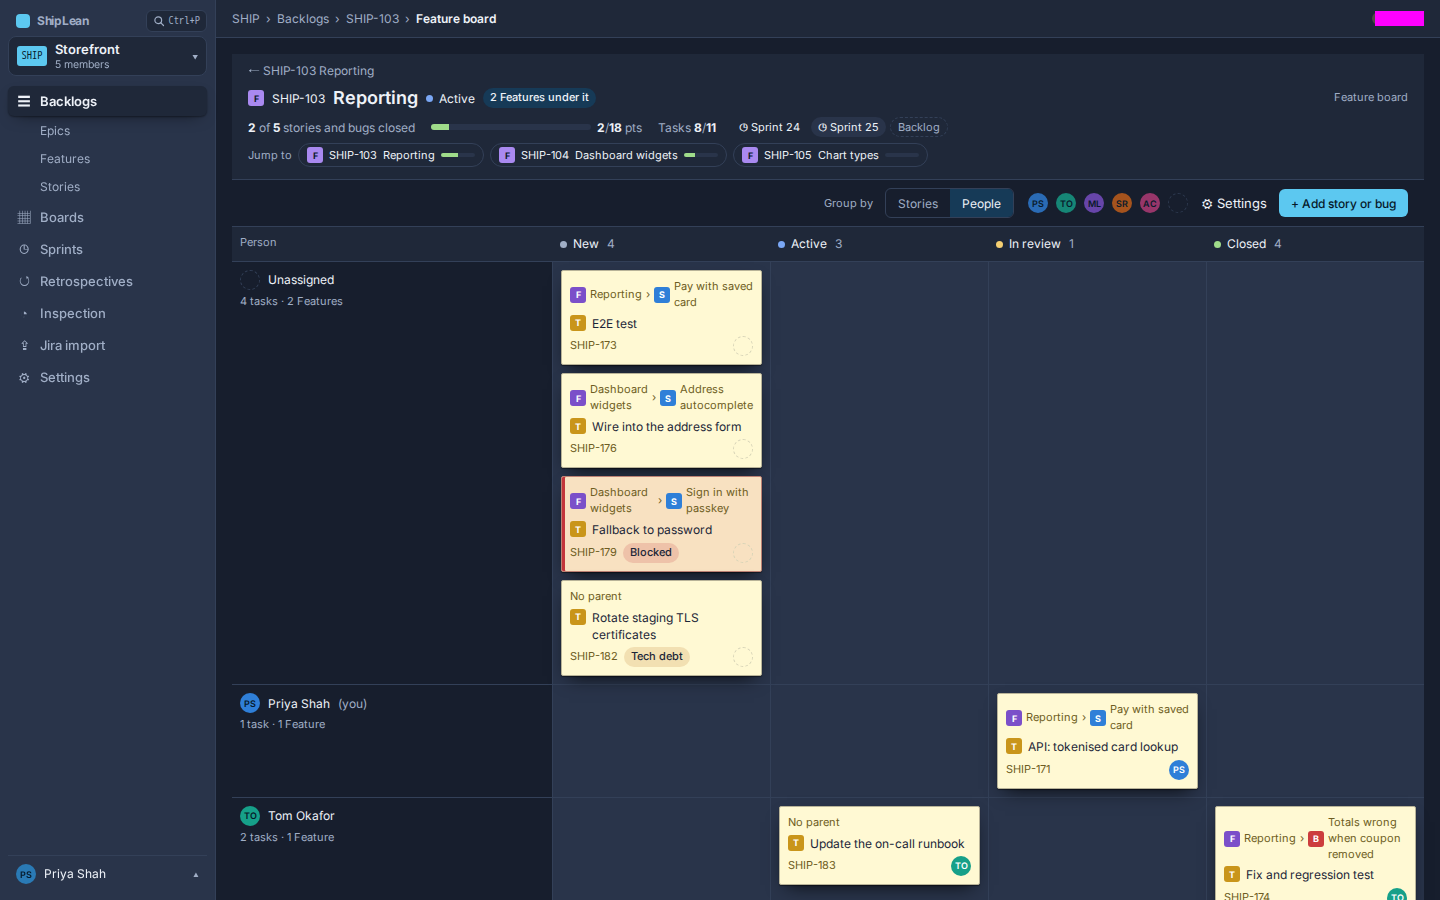 ShipLean
Ctrl+P
SHIP
Storefront
5 members
Backlogs
Epics
Features
Stories
Boards
Sprints
Retrospectives
Inspection
Jira import
Settings
PS Priya Shah
SHIP › Backlogs › SHIP-103 › Feature board
← SHIP-103 Reporting
F SHIP-103 Reporting Active 2 Features under it
Feature board
2 of 5 stories and bugs closed 2/18 pts Tasks 8/11 Sprint 24 Sprint 25 Backlog
Jump to F SHIP-103 Reporting F SHIP-104 Dashboard widgets F SHIP-105 Chart types
Group by Stories People PS TO ML SR AC Settings + Add story or bug
Person New 4 Active 3 In review 1 Closed 4
Unassigned
4 tasks · 2 Features
F Reporting › S Pay with saved
card
T E2E test
SHIP-173
F Dashboard
widgets
› S Address
autocomplete
T Wire into the address form
SHIP-176
F Dashboard
widgets
› S Sign in with
passkey
T Fallback to password
SHIP-179 Blocked
No parent
T Rotate staging TLS
certificates
SHIP-182 Tech debt
PS Priya Shah (you)
1 task · 1 Feature
F Reporting › S Pay with saved
card
T API: tokenised card lookup
SHIP-171 PS
TO Tom Okafor
2 tasks · 1 Feature
No parent
T Update the on-call runbook
SHIP-183 TO
F Reporting › B Totals wrong
when coupon
removed
T Fix and regression test
SHIP-174 TO